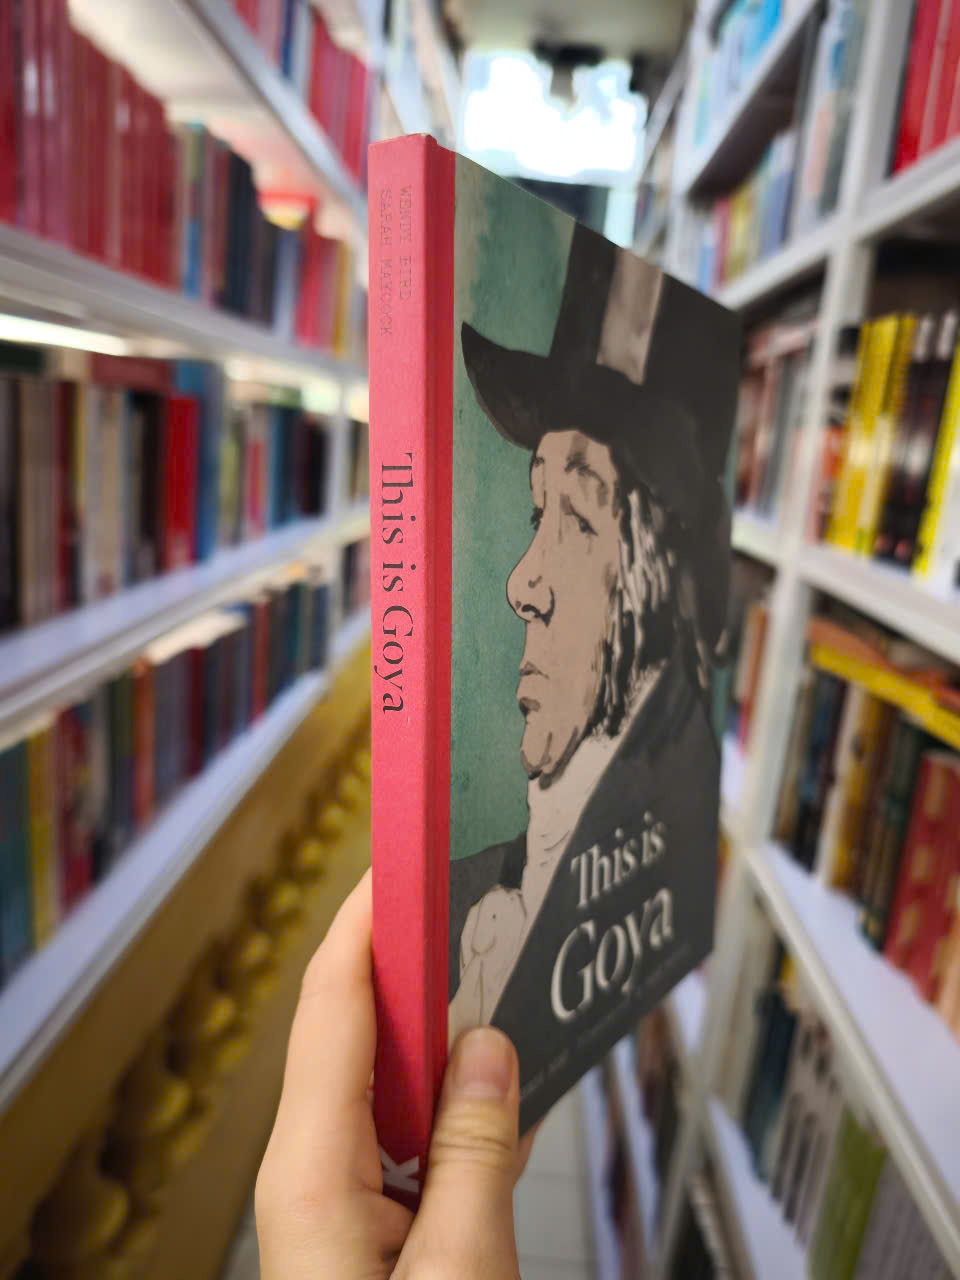 WENDY BIRD
SARAH MAYCOCK
This is Goya
K
This is
Goya